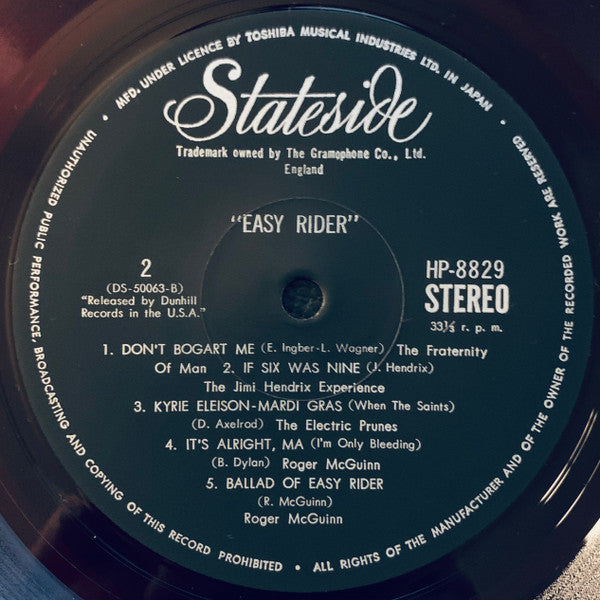 • MFD. UNDER LICENCE BY TOSHIBA MUSICAL INDUSTRIES LTD. IN JAPAN •
Stateside
Trademark owned by The Gramophone Co., Ltd.
England
"EASY RIDER"
2
(DS-50063-B)
"Released by Dunhill
Records in the U.S.A."
HP-8829
STEREO
33⅓ r. p. m.
1. DON'T BOGART ME (E. Ingber-L. Wagner) The Fraternity
Of Man 2. IF SIX WAS NINE (J. Hendrix)
The Jimi Hendrix Experience
3. KYRIE ELEISON-MARDI GRAS (When The Saints)
(D. Axelrod) The Electric Prunes
4. IT'S ALRIGHT, MA (I'm Only Bleeding)
(B. Dylan) Roger McGuinn
5. BALLAD OF EASY RIDER
(R. McGuinn)
Roger McGuinn
UNAUTHORIZED PUBLIC PERFORMANCE, BROADCASTING AND COPYING OF THIS RECORD PROHIBITED • ALL RIGHTS OF THE MANUFACTURER AND OF THE OWNER OF THE RECORDED WORK ARE RESERVED